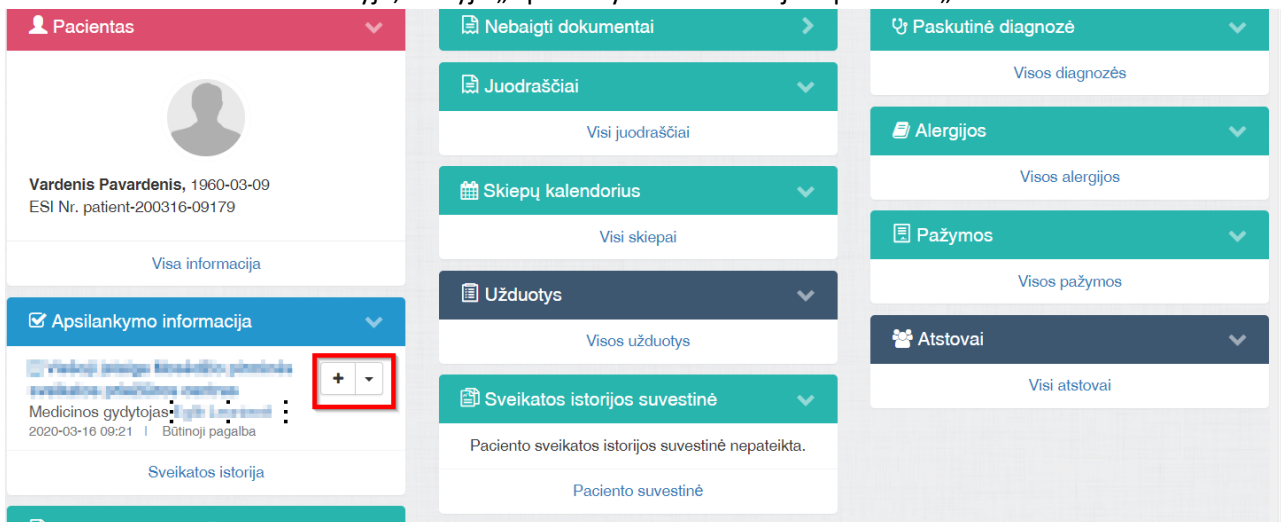 Pacientas
Vardenis Pavardenis, 1960-03-09
ESI Nr. patient-200316-09179
Visa informacija
Apsilankymo informacija
Medicinos gydytojas
2020-03-16 09:21 | Būtinoji pagalba
Sveikatos istorija
Nebaigti dokumentai
Juodraščiai
Visi juodraščiai
Skiepų kalendorius
Visi skiepai
Užduotys
Visos užduotys
Sveikatos istorijos suvestinė
Paciento sveikatos istorijos suvestinė nepateikta.
Paciento suvestinė
Paskutinė diagnozė
Visos diagnozės
Alergijos
Visos alergijos
Pažymos
Visos pažymos
Atstovai
Visi atstovai